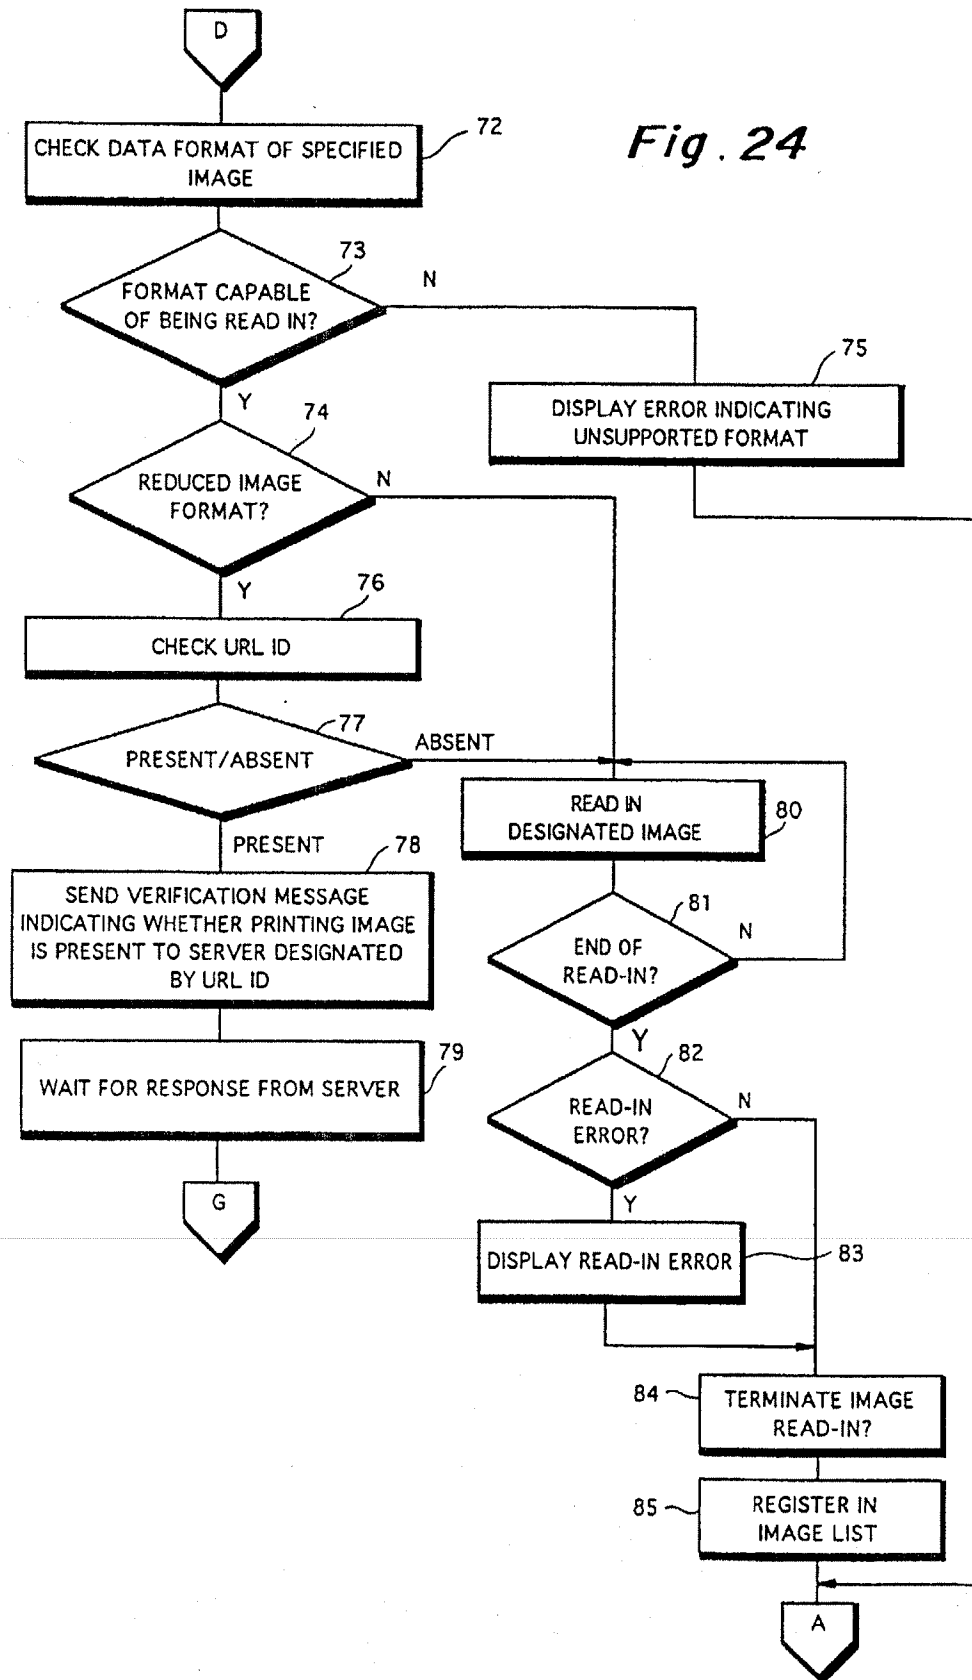 D
72
CHECK DATA FORMAT OF SPECIFIED
IMAGE
Fig. 24
73
FORMAT CAPABLE
OF BEING READ IN?
N
Y
75
DISPLAY ERROR INDICATING
UNSUPPORTED FORMAT
74
REDUCED IMAGE
FORMAT?
N
Y
76
CHECK URL ID
77
PRESENT/ABSENT
ABSENT
PRESENT
78
SEND VERIFICATION MESSAGE
INDICATING WHETHER PRINTING IMAGE
IS PRESENT TO SERVER DESIGNATED
BY URL ID
79
WAIT FOR RESPONSE FROM SERVER
G
READ IN
DESIGNATED IMAGE
80
81
END OF
READ-IN?
N
Y
82
READ-IN
ERROR?
N
Y
DISPLAY READ-IN ERROR
83
84
TERMINATE IMAGE
READ-IN?
85
REGISTER IN
IMAGE LIST
A